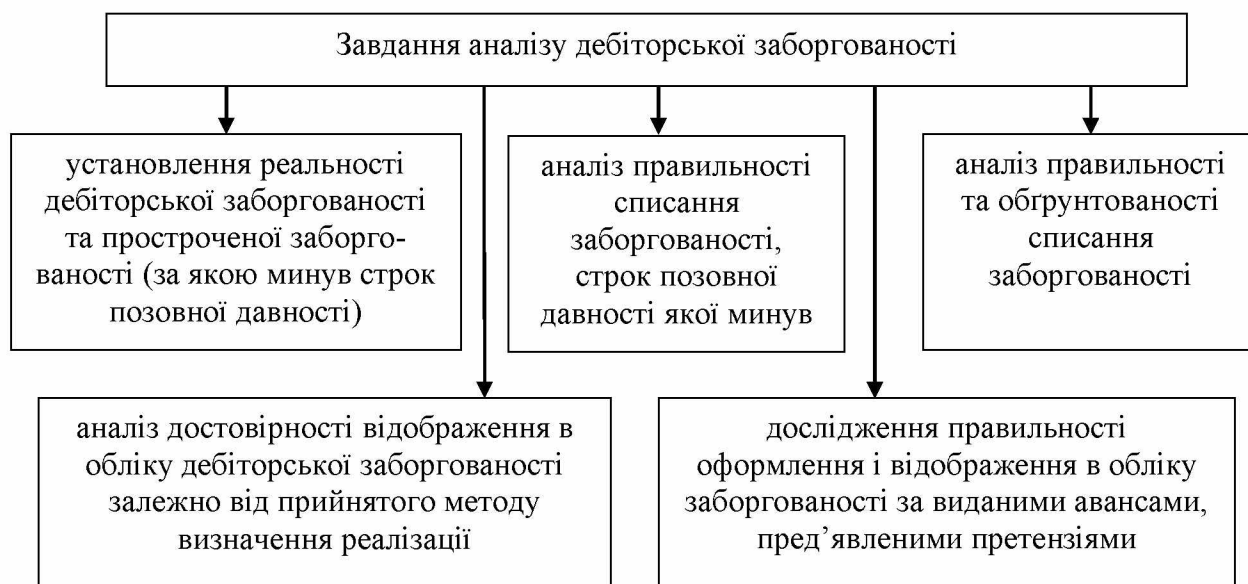 Завдання аналізу дебіторської заборгованості
установлення реальності
дебіторської заборгованості
та простроченої заборго-
ваності (за якою минув строк
позовної давності)
аналіз правильності
списання
заборгованості,
строк позовної
давності якої минув
аналіз правильності
та обґрунтованості
списання
заборгованості
аналіз достовірності відображення в
обліку дебіторської заборгованості
залежно від прийнятого методу
визначення реалізації
дослідження правильності
оформлення і відображення в обліку
заборгованості за виданими авансами,
пред’явленими претензіями